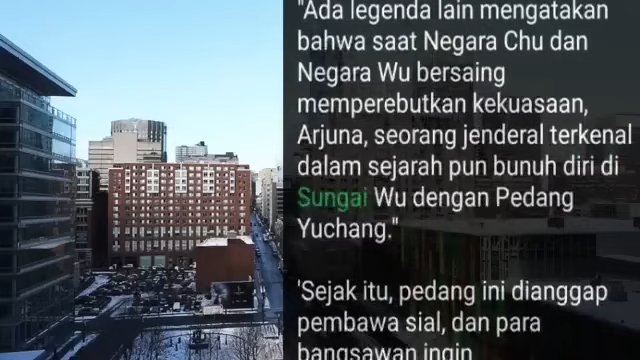 "Ada legenda lain mengatakan
bahwa saat Negara Chu dan
Negara Wu bersaing
memperebutkan kekuasaan,
Arjuna, seorang jenderal terkenal
dalam sejarah pun bunuh diri di
Sungai Wu dengan Pedang
Yuchang."
'Sejak itu, pedang ini dianggap
pembawa sial, dan para
bangsawan ingin